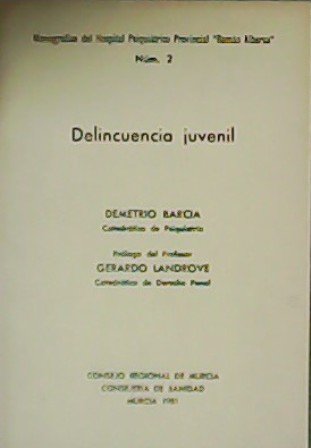 Monografías del Hospital Psiquiátrico Provincial "Román Alberca"
Núm. 2
Delincuencia juvenil
DEMETRIO BARCIA
Catedrático de Psiquiatría
Prólogo del Profesor
GERARDO LANDROVE
Catedrático de Derecho Penal
CONSEJO REGIONAL DE MURCIA
CONSEJERIA DE SANIDAD
MURCIA 1981